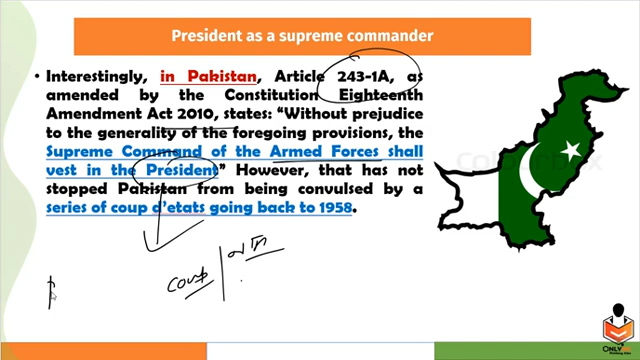 President as a supreme commander
• Interestingly, in Pakistan, Article 243-1A, as
amended by the Constitution Eighteenth
Amendment Act 2010, states: "Without prejudice
to the generality of the foregoing provisions, the
Supreme Command of the Armed Forces shall
vest in the President" However, that has not
stopped Pakistan from being convulsed by a
series of coup d'etats going back to 1958.
coup